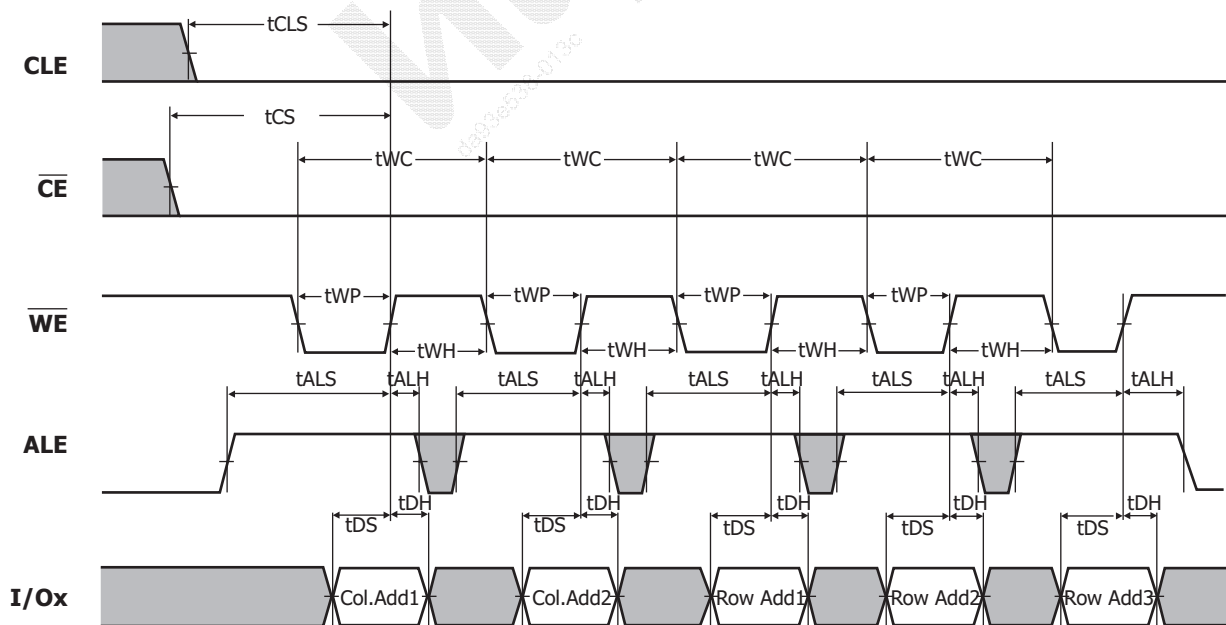 tCLS
CLE
tCS
tWC tWC tWC tWC
CE
tWP tWP tWP tWP
WE
tWH tWH tWH tWH
tALS tALH tALS tALH tALS tALH tALS tALH tALS tALH
ALE
tDH tDH tDH tDH tDH
tDS tDS tDS tDS tDS
I/Ox Col.Add1 Col.Add2 Row Add1 Row Add2 Row Add3